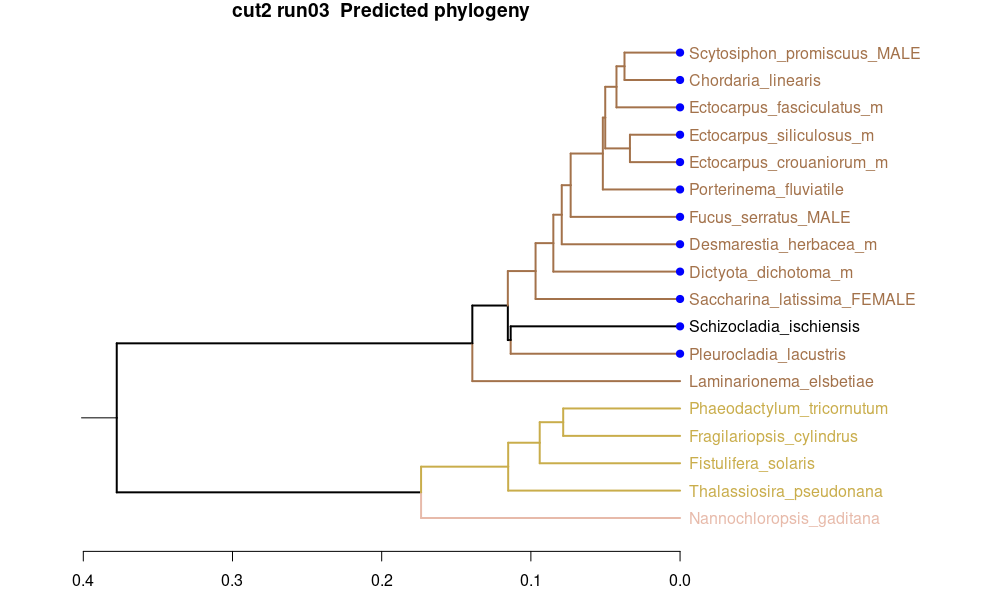 cut2 run03  Predicted phylogeny
Scytosiphon_promiscuus_MALE
Chordaria_linearis
Ectocarpus_fasciculatus_m
Ectocarpus_siliculosus_m
Ectocarpus_crouaniorum_m
Porterinema_fluviatile
Fucus_serratus_MALE
Desmarestia_herbacea_m
Dictyota_dichotoma_m
Saccharina_latissima_FEMALE
Schizocladia_ischiensis
Pleurocladia_lacustris
Laminarionema_elsbetiae
Phaeodactylum_tricornutum
Fragilariopsis_cylindrus
Fistulifera_solaris
Thalassiosira_pseudonana
Nannochloropsis_gaditana
0.4 0.3 0.2 0.1 0.0